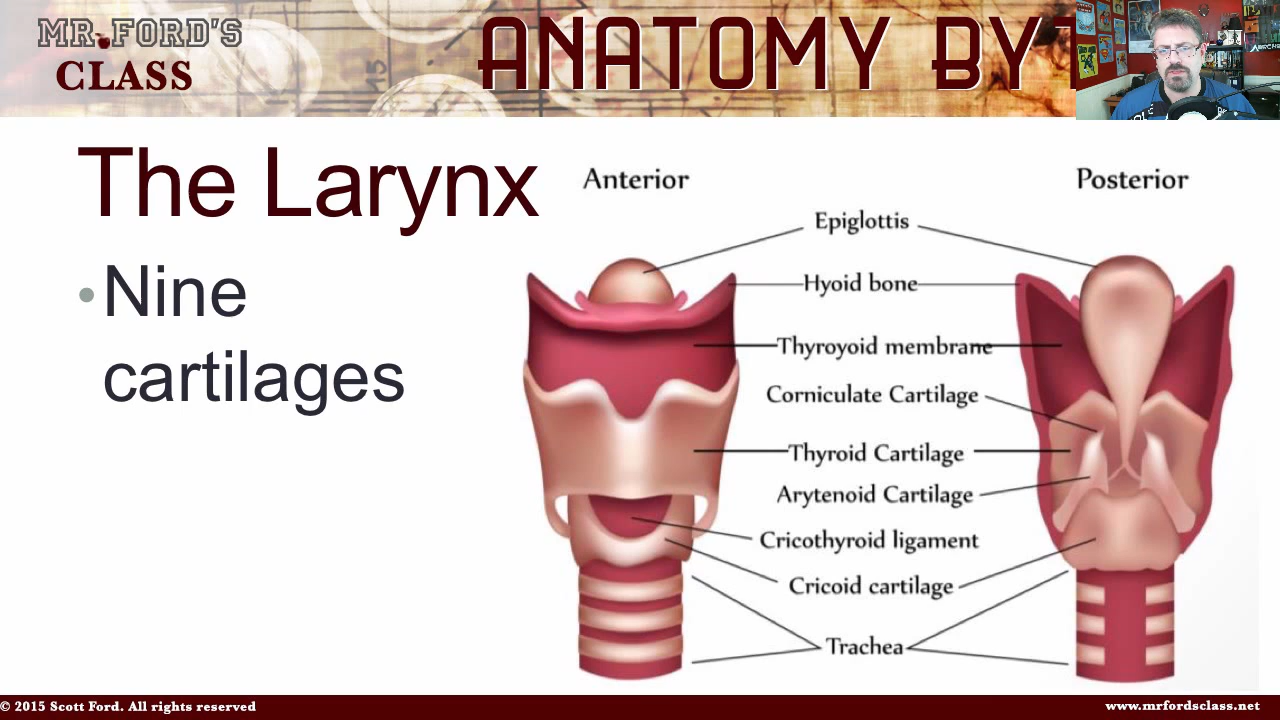 MR. FORD'S
CLASS
ANATOMY BY
The Larynx
• Nine
cartilages
Anterior
Posterior
Epiglottis
Hyoid bone
Thyroyoid membrane
Corniculate Cartilage
Thyroid Cartilage
Arytenoid Cartilage
Cricothyroid ligament
Cricoid cartilage
Trachea
© 2015 Scott Ford. All rights reserved
www.mrfordsclass.net